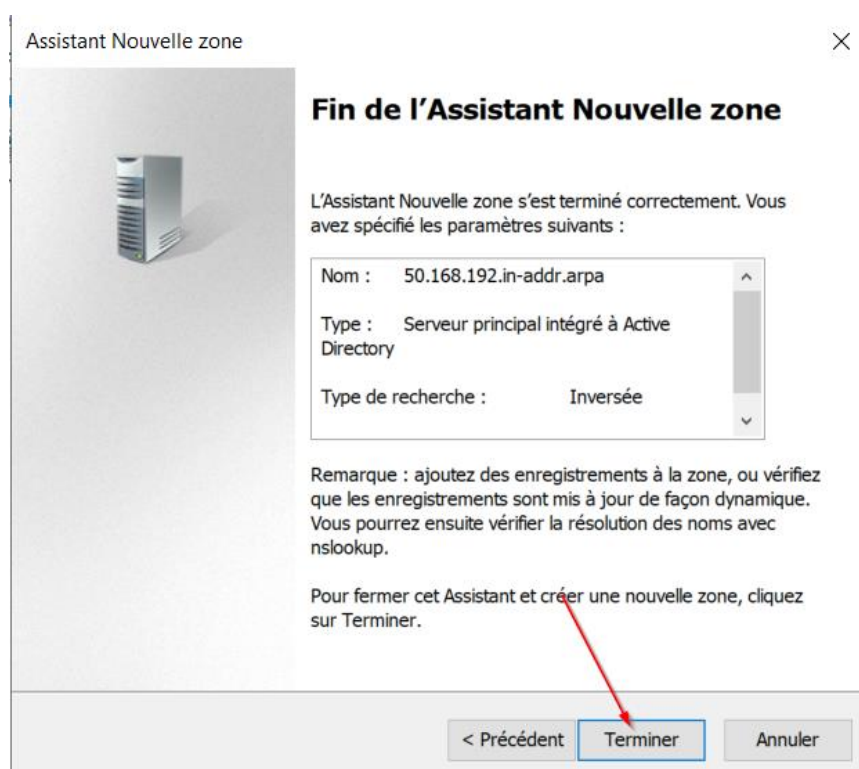 Assistant Nouvelle zone
Fin de l’Assistant Nouvelle zone
L’Assistant Nouvelle zone s’est terminé correctement. Vous
avez spécifié les paramètres suivants :
Nom : 50.168.192.in-addr.arpa
Type : Serveur principal intégré à Active
Directory
Type de recherche : Inversée
Remarque : ajoutez des enregistrements à la zone, ou vérifiez
que les enregistrements sont mis à jour de façon dynamique.
Vous pourrez ensuite vérifier la résolution des noms avec
nslookup.
Pour fermer cet Assistant et créer une nouvelle zone, cliquez
sur Terminer.
< Précédent Terminer Annuler